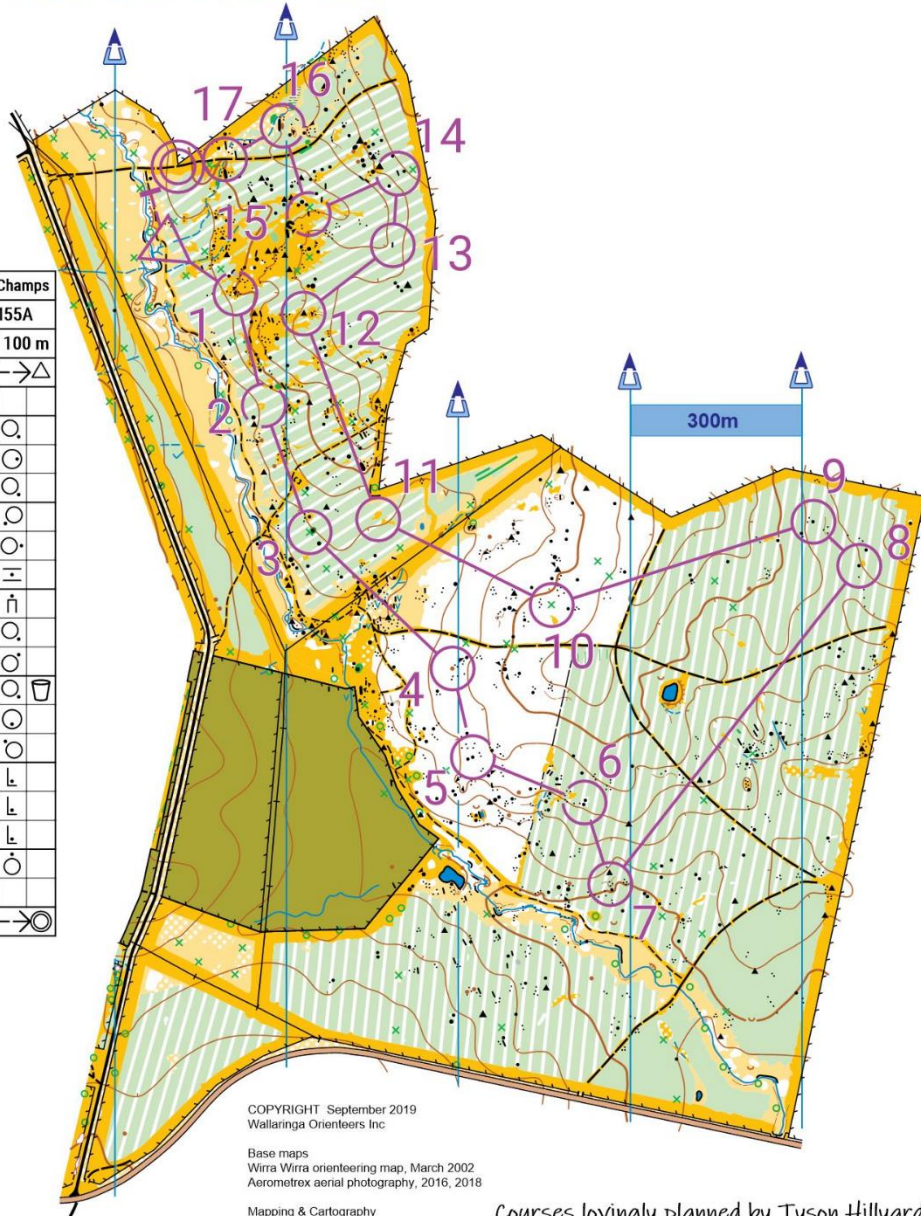 17
16
14
15
13
1
12
Champs
155A
100 m
2
300m
11
9
3
8
10
4
6
5
7
COPYRIGHT September 2019
Wallaringa Orienteers Inc
Base maps
Wirra Wirra orienteering map, March 2002
Aerometrex aerial photography, 2016, 2018
Mapping & Cartography
Courses lovingly planned by Tyson Hillyard